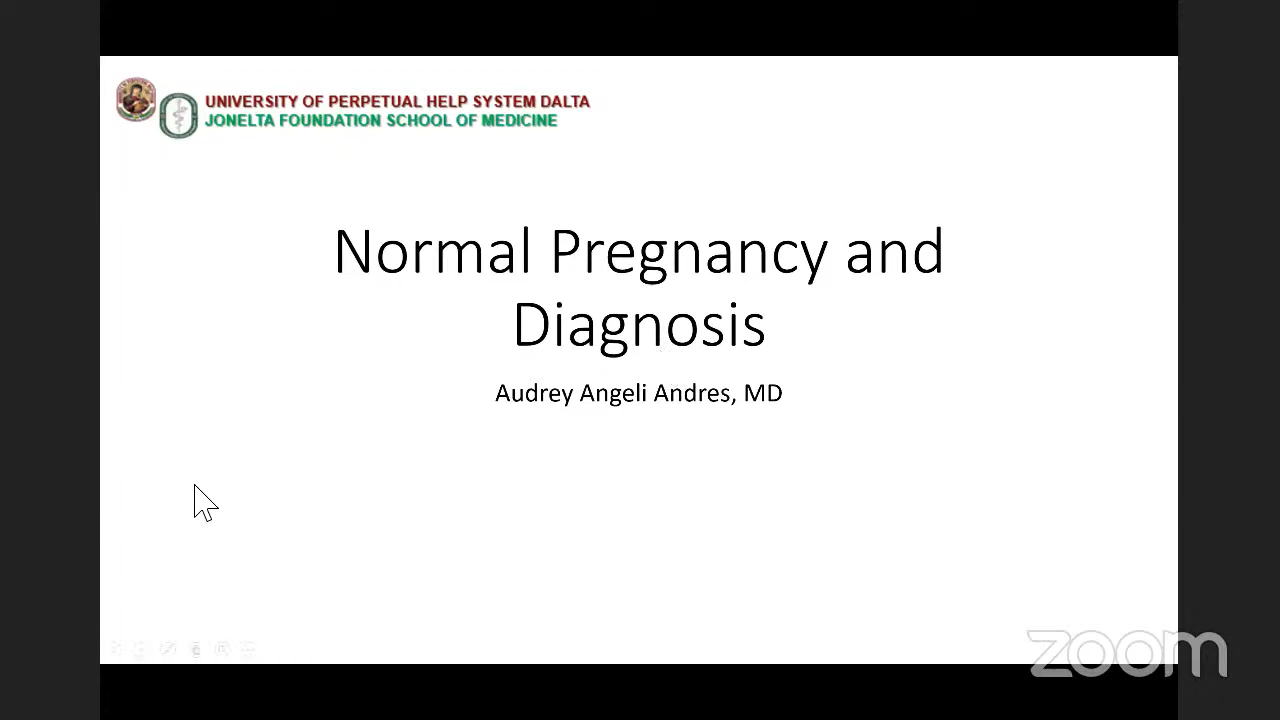 UNIVERSITY OF PERPETUAL HELP SYSTEM DALTA
JONELTA FOUNDATION SCHOOL OF MEDICINE
Normal Pregnancy and
Diagnosis
Audrey Angeli Andres, MD
zoom